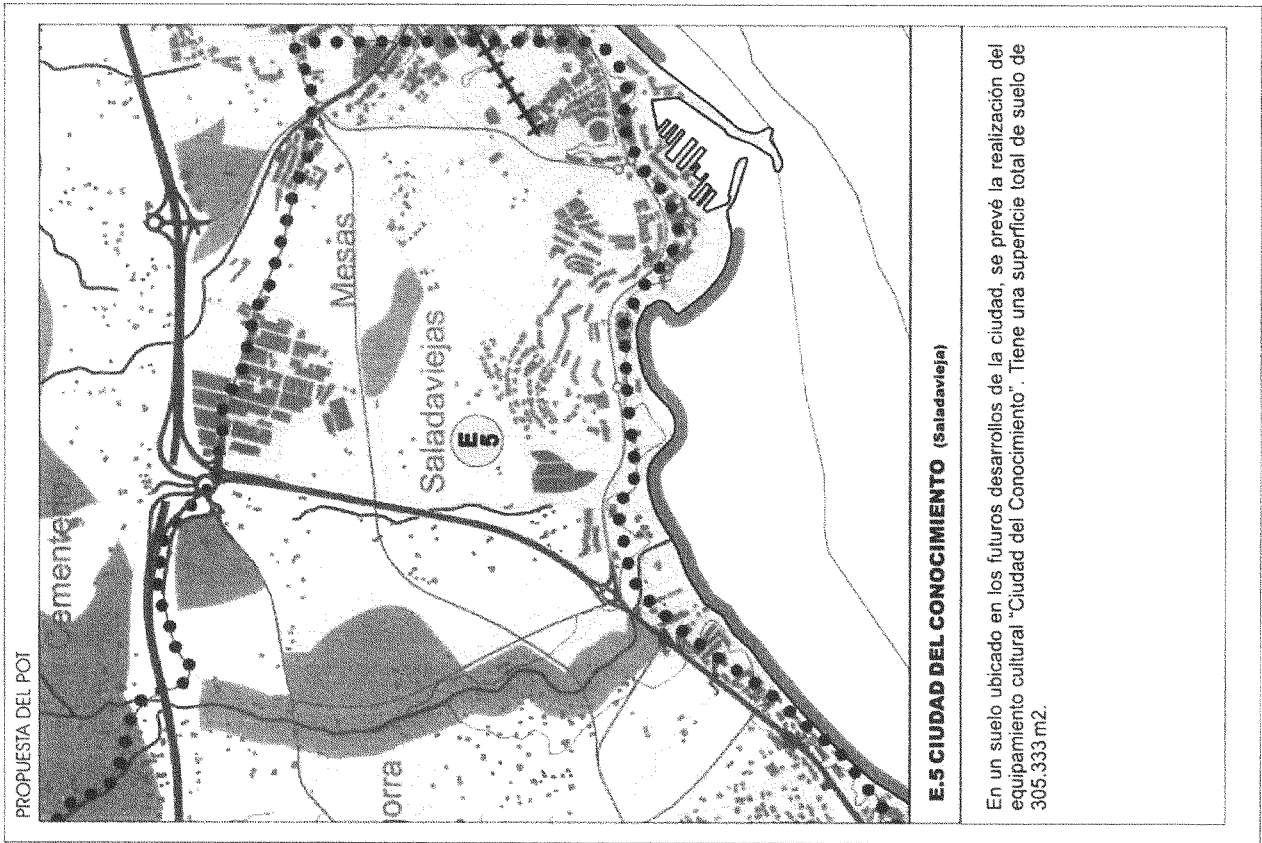 PROPUESTA DEL POT
Mesas
Saladaviejas
E
5
E.5 CIUDAD DEL CONOCIMIENTO (Saladavieja)
En un suelo ubicado en los futuros desarrollos de la ciudad, se prevé la realización del
equipamiento cultural "Ciudad del Conocimiento". Tiene una superficie total de suelo de
305.333 m2.